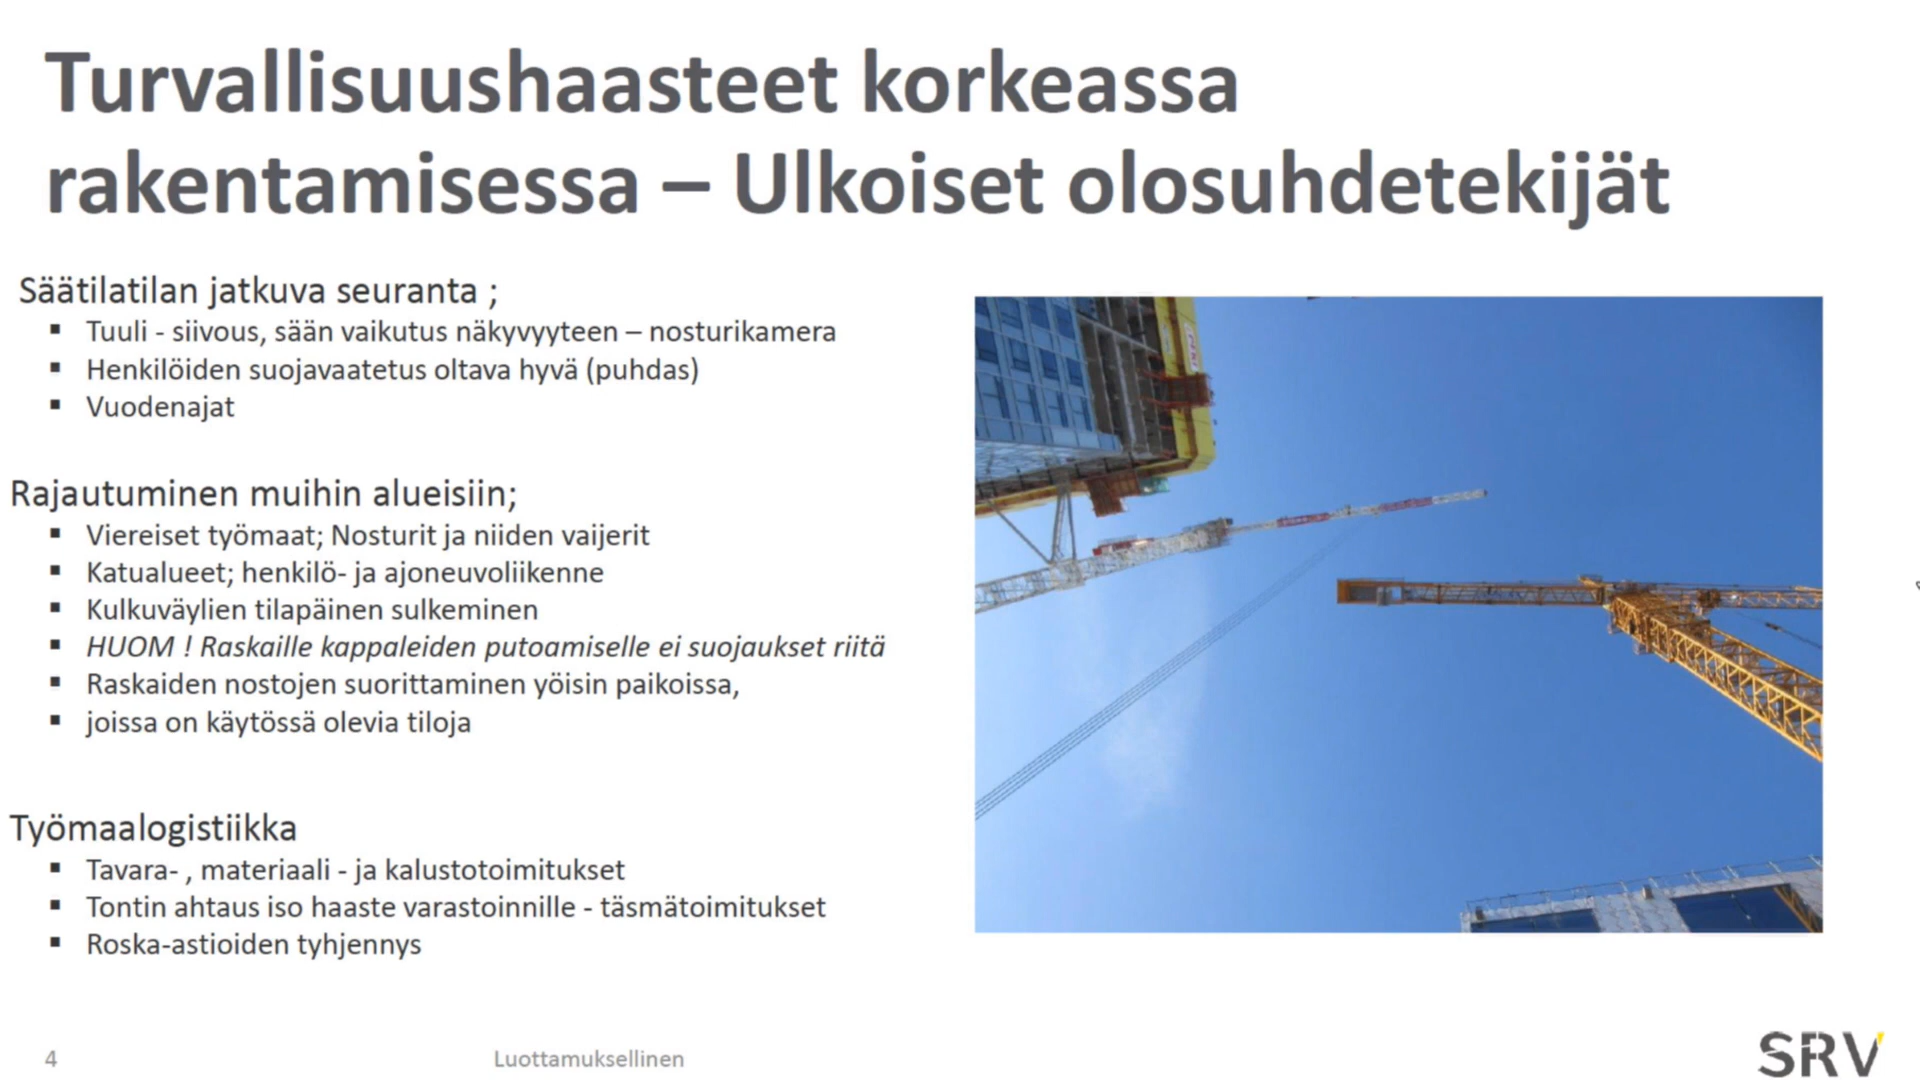 Turvallisuushaasteet korkeassa
rakentamisessa – Ulkoiset olosuhdetekijät
Säätilatilan jatkuva seuranta ;
▪ Tuuli - siivous, sään vaikutus näkyvyyteen – nosturikamera
▪ Henkilöiden suojavaatetus oltava hyvä (puhdas)
▪ Vuodenajat
Rajautuminen muihin alueisiin;
▪ Viereiset työmaat; Nosturit ja niiden vaijerit
▪ Katualueet; henkilö- ja ajoneuvoliikenne
▪ Kulkuväylien tilapäinen sulkeminen
▪ HUOM ! Raskaille kappaleiden putoamiselle ei suojaukset riitä
▪ Raskaiden nostojen suorittaminen yöisin paikoissa,
▪ joissa on käytössä olevia tiloja
Työmaalogistiikka
▪ Tavara- , materiaali - ja kalustotoimitukset
▪ Tontin ahtaus iso haaste varastoinnille - täsmätoimitukset
▪ Roska-astioiden tyhjennys
4
Luottamuksellinen
SRV